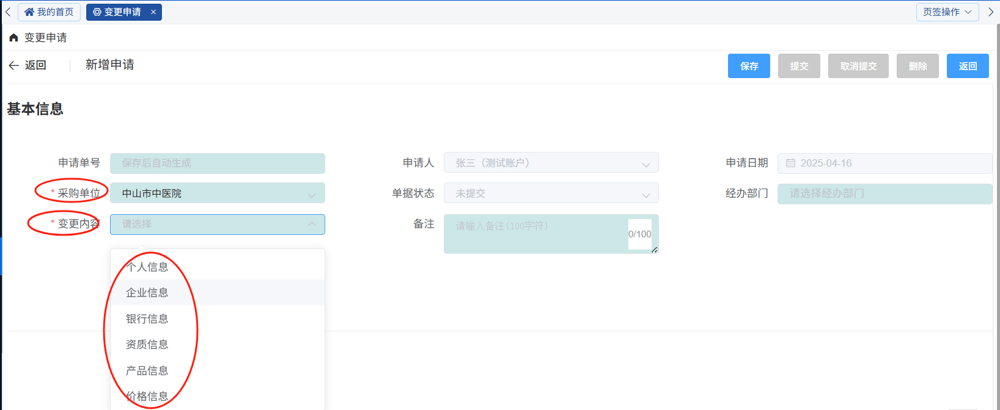 我的首页 变更申请 × 页签操作
变更申请
返回 新增申请 保存 提交 取消提交 删除 返回
基本信息
申请单号 保存后自动生成 申请人 张三（测试账户） 申请日期 2025-04-16
* 采购单位 中山市中医院 单据状态 未提交 经办部门 请选择经办部门
* 变更内容 请选择 备注 请输入备注(100字符) 0/100
个人信息
企业信息
银行信息
资质信息
产品信息
价格信息